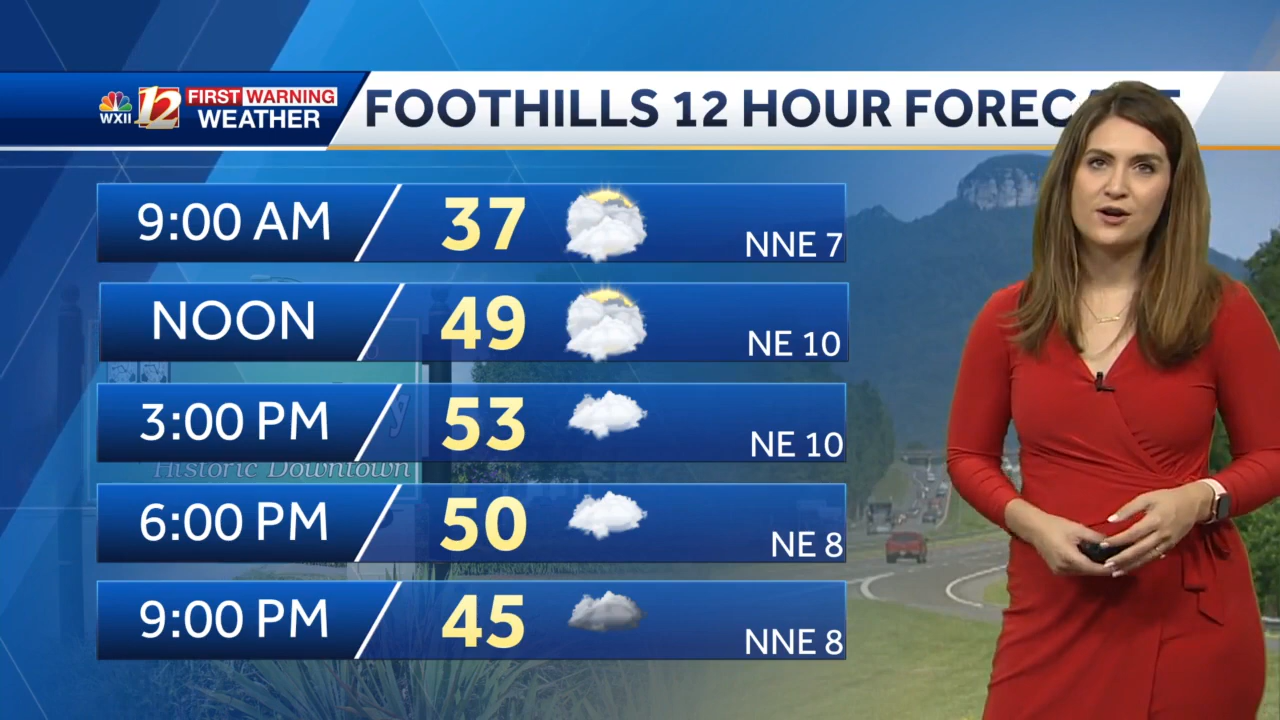 WXII
12
FIRST WARNING
WEATHER
FOOTHILLS 12 HOUR
9:00 AM 37 NNE 7
NOON 49 NE 10
3:00 PM 53 NE 10
Historic Downtown
6:00 PM 50 NE 8
9:00 PM 45 NNE 8